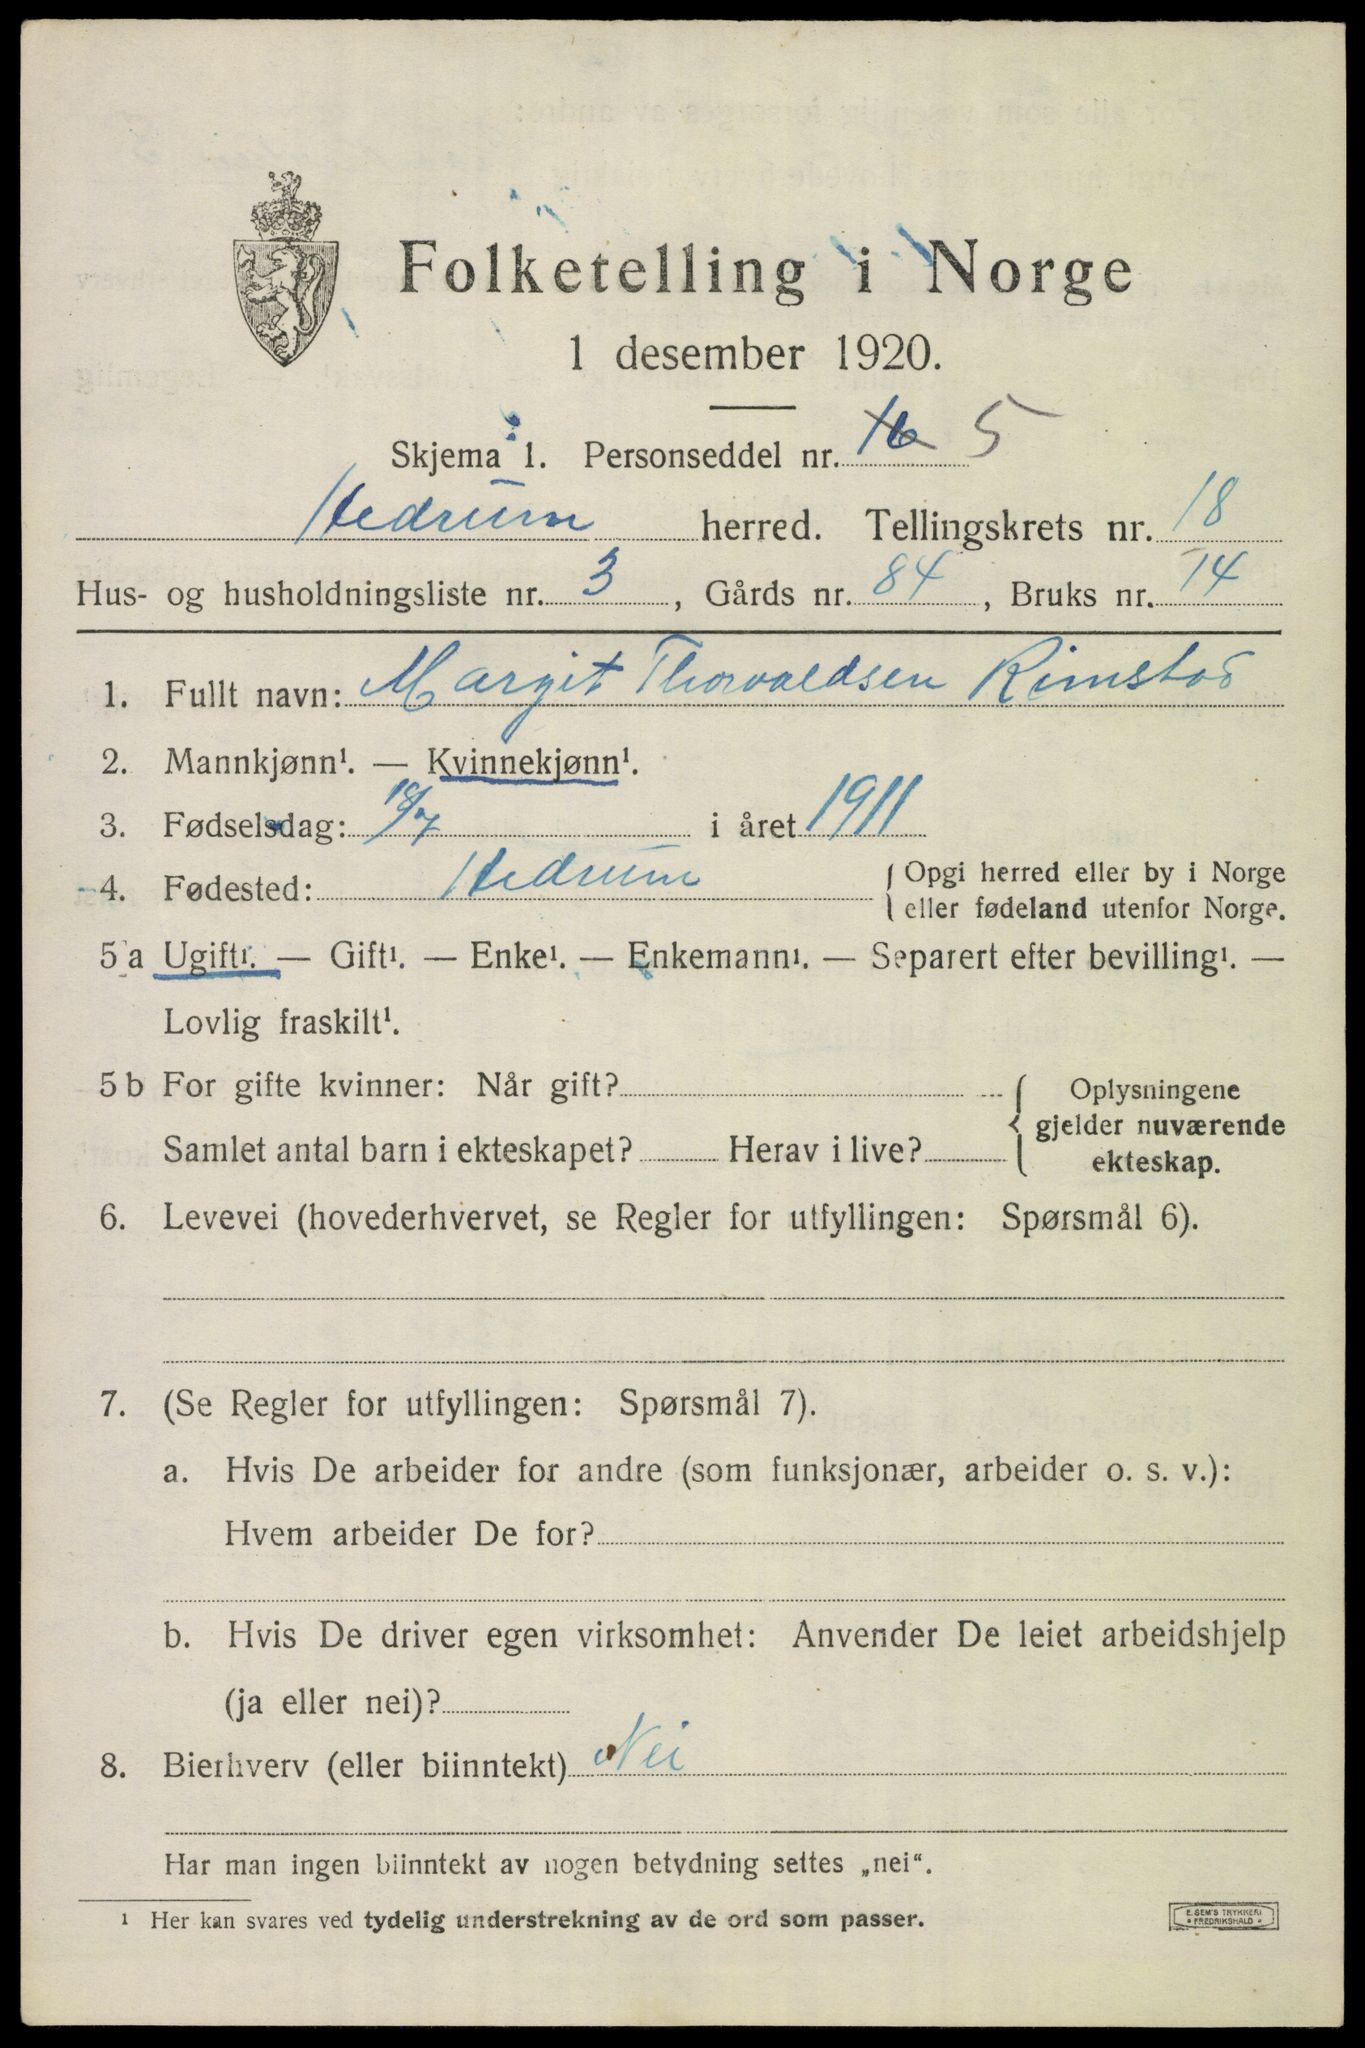 Folketelling i Norge
1 desember 1920.
Skjema 1. Personseddel nr. 16 5
Hedrum herred. Tellingskrets nr. 18
Hus- og husholdningsliste nr. 3, Gårds nr. 84, Bruks nr. 14
1. Fullt navn: Margit Thorvaldsen Rimstad
2. Mannkjønn¹. — Kvinnekjønn¹.
3. Fødselsdag: 18/7 i året 1911
4. Fødested: Hedrum { Opgi herred eller by i Norge
eller fødeland utenfor Norge.
5 a Ugift¹. — Gift¹. — Enke¹. — Enkemann¹. — Separert efter bevilling¹. —
Lovlig fraskilt¹.
5 b For gifte kvinner: Når gift? { Oplysningene
gjelder nuværende
Samlet antal barn i ekteskapet? Herav i live? ekteskap.
6. Levevei (hovederhvervet, se Regler for utfyllingen: Spørsmål 6).
7. (Se Regler for utfyllingen: Spørsmål 7).
a. Hvis De arbeider for andre (som funksjonær, arbeider o. s. v.):
Hvem arbeider De for?
b. Hvis De driver egen virksomhet: Anvender De leiet arbeidshjelp
(ja eller nei)?
8. Bierhverv (eller biinntekt) Nei
Har man ingen biinntekt av nogen betydning settes „nei“.
¹ Her kan svares ved tydelig understrekning av de ord som passer.
E. SEM'S TRYKKERI
FREDRIKSHALD